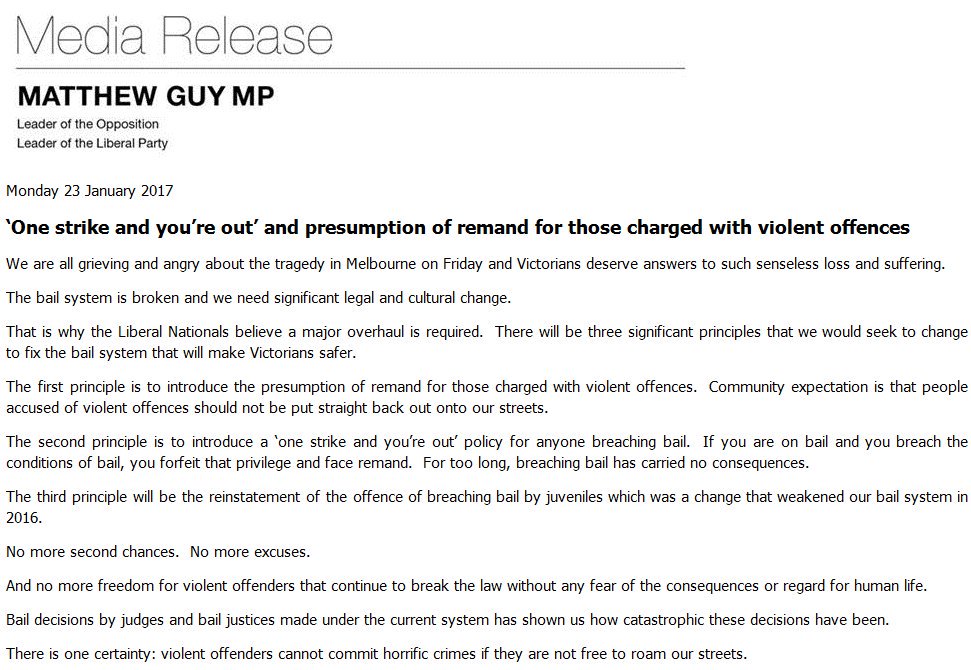 Media Release
MATTHEW GUY MP
Leader of the Opposition
Leader of the Liberal Party
Monday 23 January 2017
‘One strike and you’re out’ and presumption of remand for those charged with violent offences
We are all grieving and angry about the tragedy in Melbourne on Friday and Victorians deserve answers to such senseless loss and suffering.
The bail system is broken and we need significant legal and cultural change.
That is why the Liberal Nationals believe a major overhaul is required.  There will be three significant principles that we would seek to change
to fix the bail system that will make Victorians safer.
The first principle is to introduce the presumption of remand for those charged with violent offences.  Community expectation is that people
accused of violent offences should not be put straight back out onto our streets.
The second principle is to introduce a ‘one strike and you’re out’ policy for anyone breaching bail.  If you are on bail and you breach the
conditions of bail, you forfeit that privilege and face remand.  For too long, breaching bail has carried no consequences.
The third principle will be the reinstatement of the offence of breaching bail by juveniles which was a change that weakened our bail system in
2016.
No more second chances.  No more excuses.
And no more freedom for violent offenders that continue to break the law without any fear of the consequences or regard for human life.
Bail decisions by judges and bail justices made under the current system has shown us how catastrophic these decisions have been.
There is one certainty: violent offenders cannot commit horrific crimes if they are not free to roam our streets.